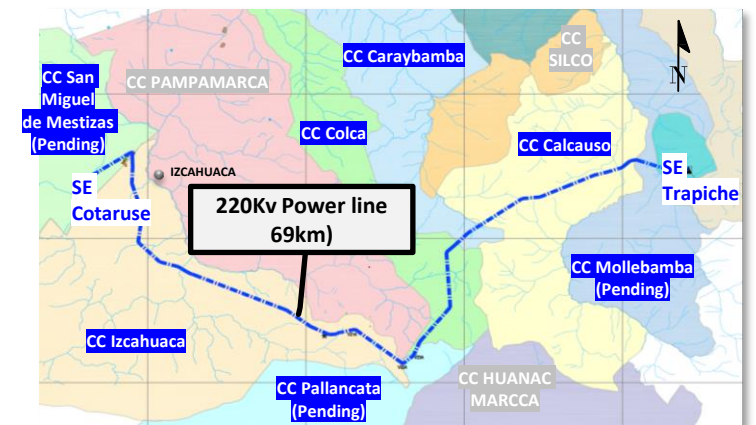 CC Caraybamba
CC
SILCO
N
CC San
Miguel
de Mestizas
(Pending)
CC PAMPAMARCA
CC Colca
CC Calcauso
IZCAHUACA
SE
Cotaruse
SE
Trapiche
220Kv Power line
69km)
CC Mollebamba
(Pending)
CC Izcahuaca
CC Pallancata
(Pending)
CC HUANAC
MARCCA